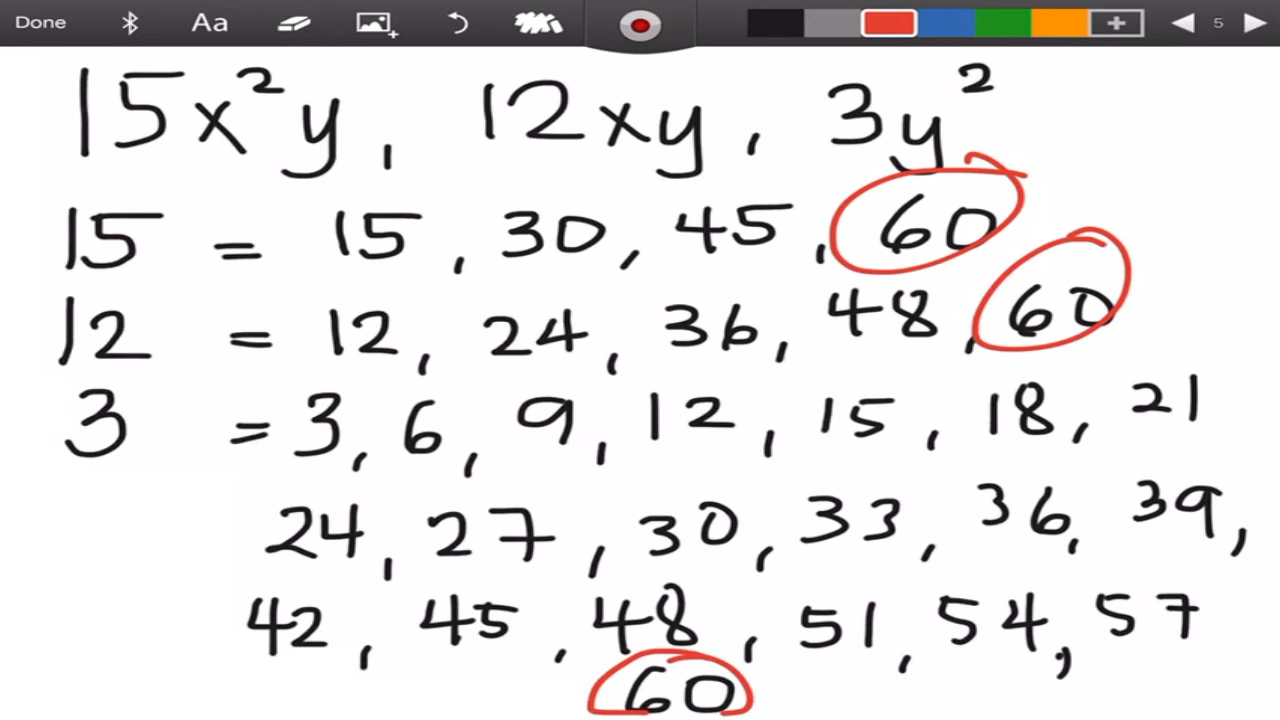 Done Aa 5
15x²y, 12xy, 3y²
15 = 15, 30, 45, 60
12 = 12, 24, 36, 48, 60
3 = 3, 6, 9, 12, 15, 18, 21
24, 27, 30, 33, 36, 39,
42, 45, 48, 51, 54, 57
60